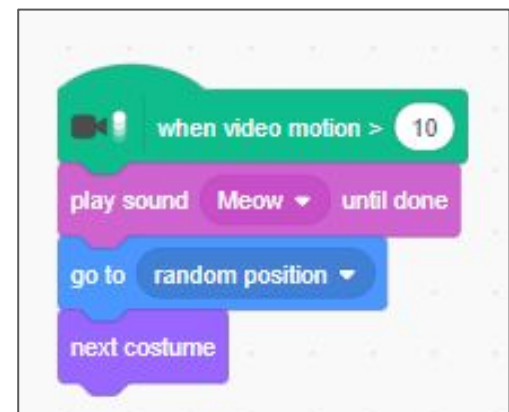 when video motion > 10
play sound Meow until done
go to random position
next costume